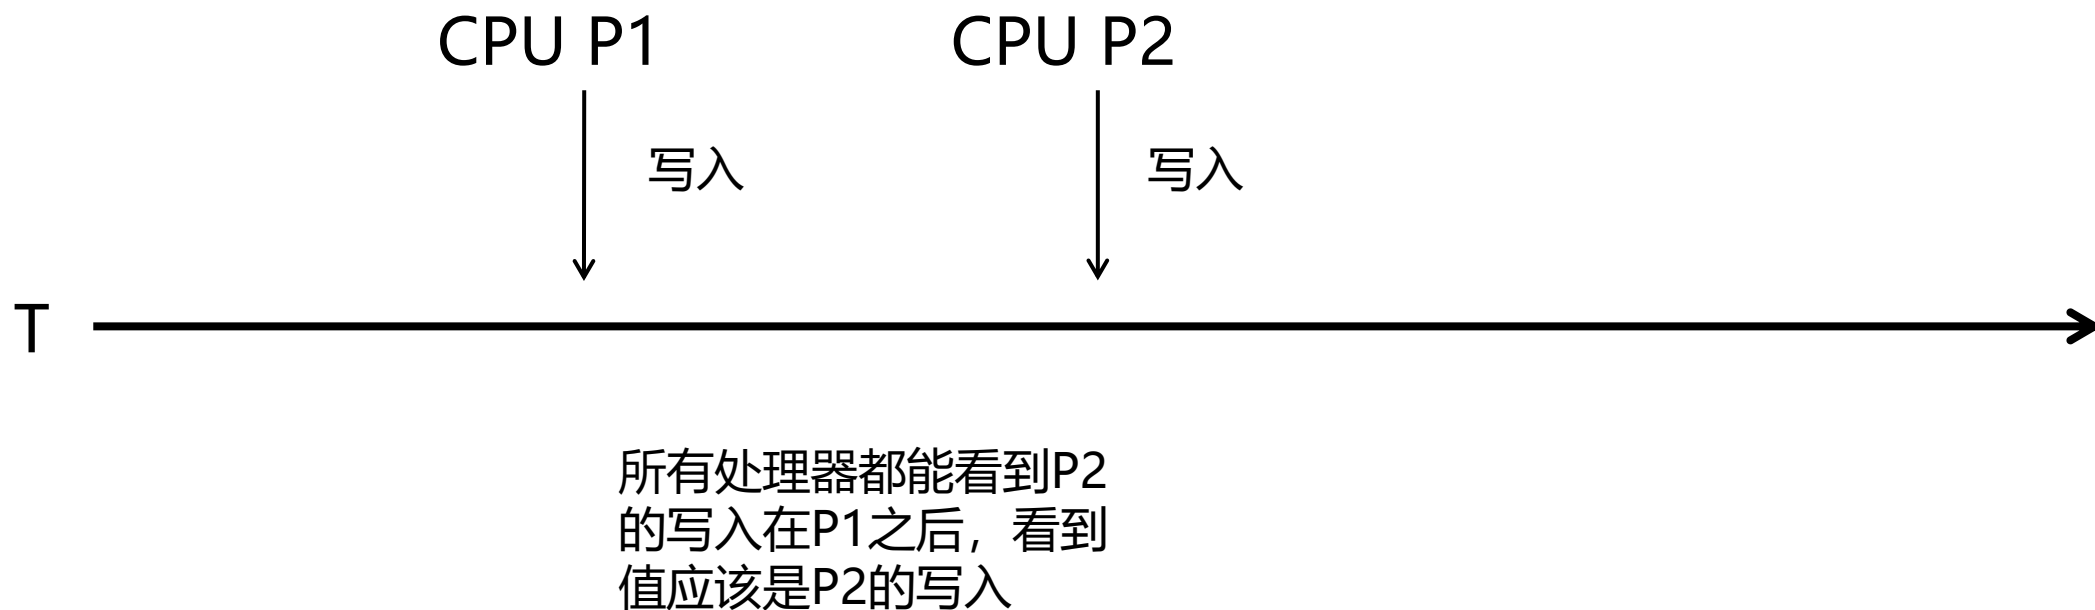 CPU P1 CPU P2
写入 写入
T
所有处理器都能看到P2
的写入在P1之后，看到
值应该是P2的写入